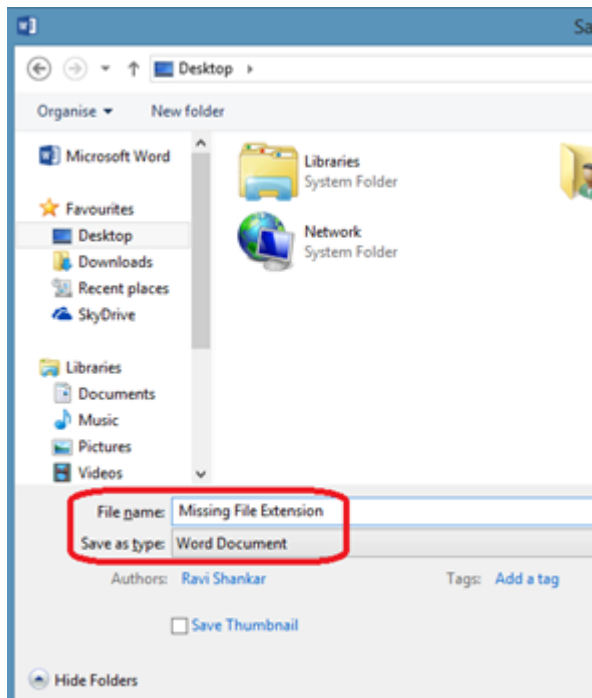 Sa
Desktop
Organise New folder
Microsoft Word
Favourites
Desktop
Downloads
Recent places
SkyDrive
Libraries
Documents
Music
Pictures
Videos
Libraries
System Folder
Network
System Folder
File name: Missing File Extension
Save as type: Word Document
Authors: Ravi Shankar Tags: Add a tag
Save Thumbnail
Hide Folders